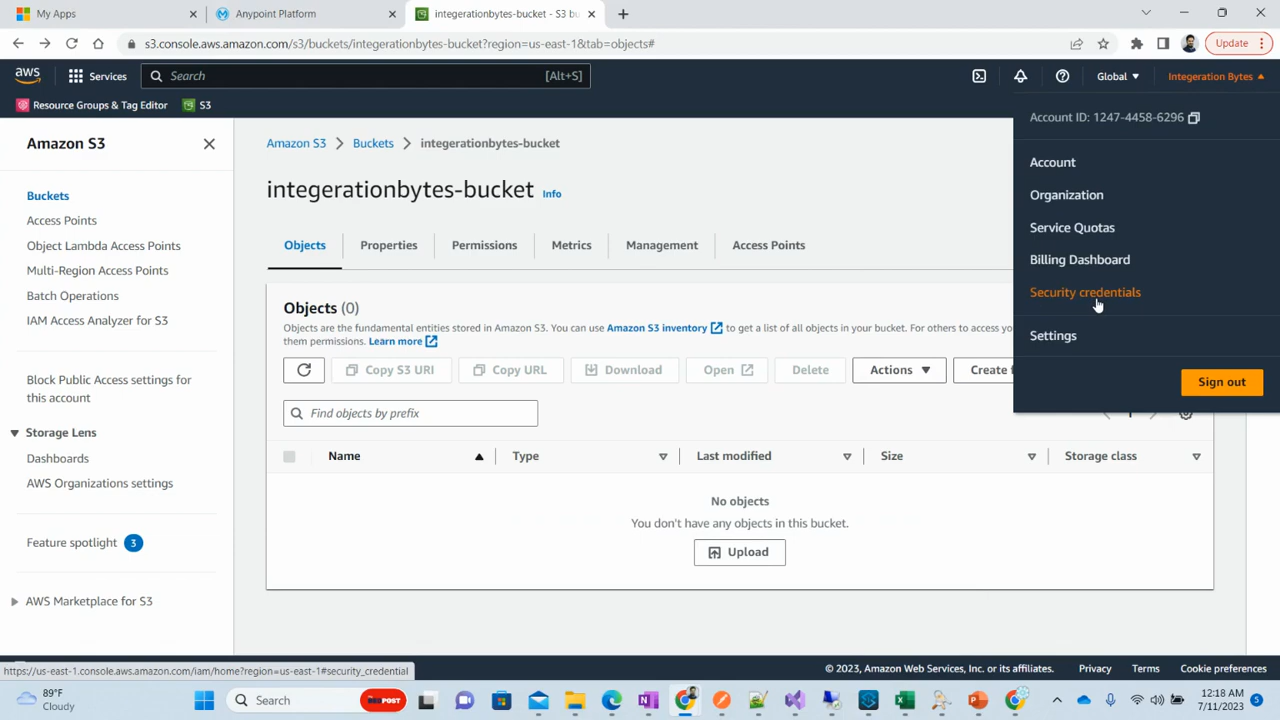 My Apps
Anypoint Platform
integerationbytes-bucket - S3 bu
s3.console.aws.amazon.com/s3/buckets/integerationbytes-bucket?region=us-east-1&tab=objects#
Update
aws
Services
Search
[Alt+S]
Global
Integeration Bytes
Resource Groups & Tag Editor
S3
Account ID: 1247-4458-6296
Account
Organization
Service Quotas
Billing Dashboard
Security credentials
Settings
Sign out
Amazon S3
Buckets
Access Points
Object Lambda Access Points
Multi-Region Access Points
Batch Operations
IAM Access Analyzer for S3
Block Public Access settings for
this account
Storage Lens
Dashboards
AWS Organizations settings
Feature spotlight 3
AWS Marketplace for S3
Amazon S3 > Buckets > integerationbytes-bucket
integerationbytes-bucket Info
Objects
Properties
Permissions
Metrics
Management
Access Points
Objects (0)
Objects are the fundamental entities stored in Amazon S3. You can use Amazon S3 inventory to get a list of all objects in your bucket. For others to access you
them permissions. Learn more
Copy S3 URI
Copy URL
Download
Open
Delete
Actions
Create f
Find objects by prefix
1
Name
Type
Last modified
Size
Storage class
No objects
You don't have any objects in this bucket.
Upload
https://us-east-1.console.aws.amazon.com/iam/home?region=us-east-1#security_credential
© 2023, Amazon Web Services, Inc. or its affiliates.
Privacy
Terms
Cookie preferences
89°F
Cloudy
Search
POST
12:18 AM
7/11/2023
5